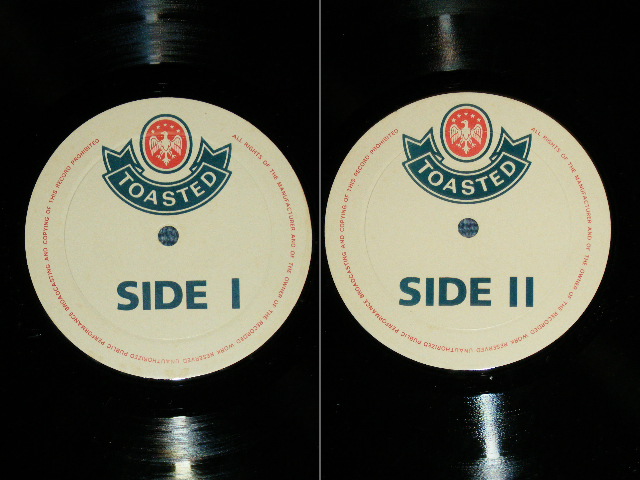 TOASTED
SIDE I
ALL RIGHTS OF THE MANUFACTURER AND OF THE OWNER OF THE RECORDED WORK RESERVED UNAUTHORIZED PUBLIC PERFORMANCE BROADCASTING AND COPYING OF THIS RECORD PROHIBITED
TOASTED
SIDE II
ALL RIGHTS OF THE MANUFACTURER AND OF THE OWNER OF THE RECORDED WORK RESERVED UNAUTHORIZED PUBLIC PERFORMANCE BROADCASTING AND COPYING OF THIS RECORD PROHIBITED